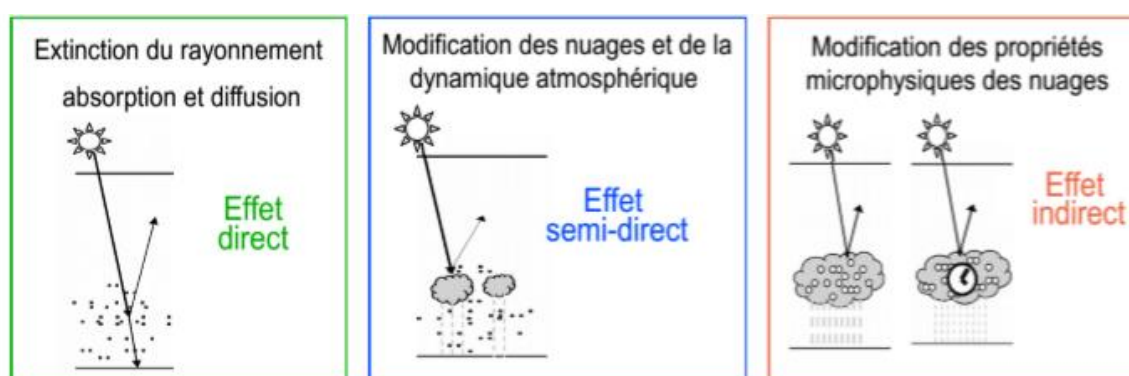 Extinction du rayonnement
absorption et diffusion
Effet
direct
Modification des nuages et de la
dynamique atmosphérique
Effet
semi-direct
Modification des propriétés
microphysiques des nuages
Effet
indirect